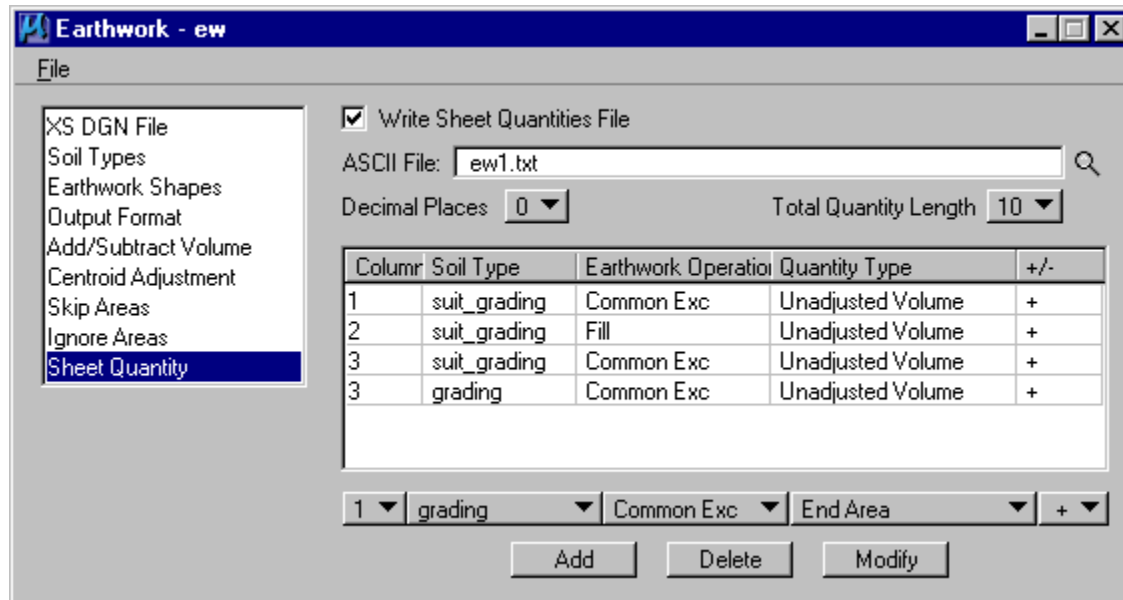 Earthwork - ew
File
XS DGN File
Soil Types
Earthwork Shapes
Output Format
Add/Subtract Volume
Centroid Adjustment
Skip Areas
Ignore Areas
Sheet Quantity
Write Sheet Quantities File
ASCII File: ew1.txt
Decimal Places 0 Total Quantity Length 10
Column Soil Type Earthwork Operation Quantity Type +/-
1 suit_grading Common Exc Unadjusted Volume +
2 suit_grading Fill Unadjusted Volume +
3 suit_grading Common Exc Unadjusted Volume +
3 grading Common Exc Unadjusted Volume +
1 grading Common Exc End Area +
Add Delete Modify